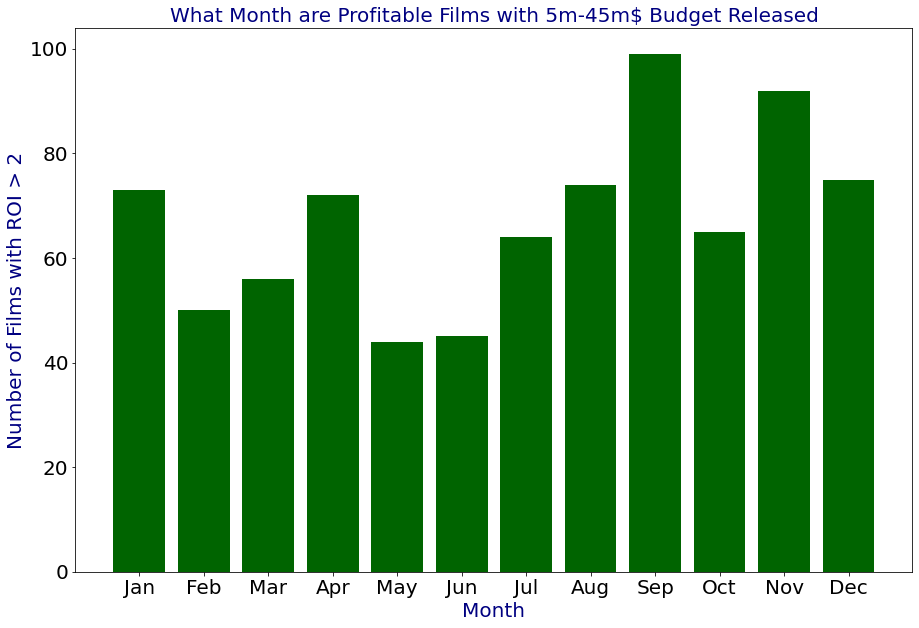 What Month are Profitable Films with 5m-45m$ Budget Released
Number of Films with ROI > 2
100
80
60
40
20
0
Jan Feb Mar Apr May Jun Jul Aug Sep Oct Nov Dec
Month